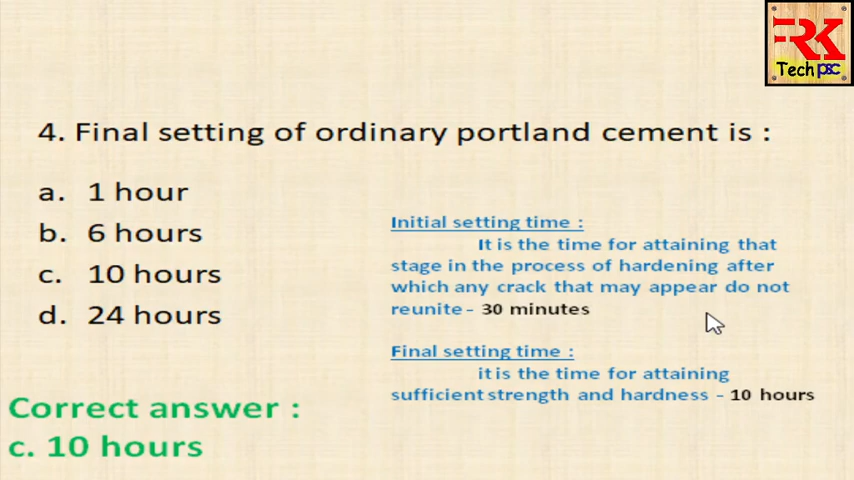 RK
Tech psc
4. Final setting of ordinary portland cement is :
a. 1 hour
b. 6 hours
c. 10 hours
d. 24 hours
Initial setting time :
It is the time for attaining that
stage in the process of hardening after
which any crack that may appear do not
reunite - 30 minutes
Final setting time :
it is the time for attaining
sufficient strength and hardness - 10 hours
Correct answer :
c. 10 hours